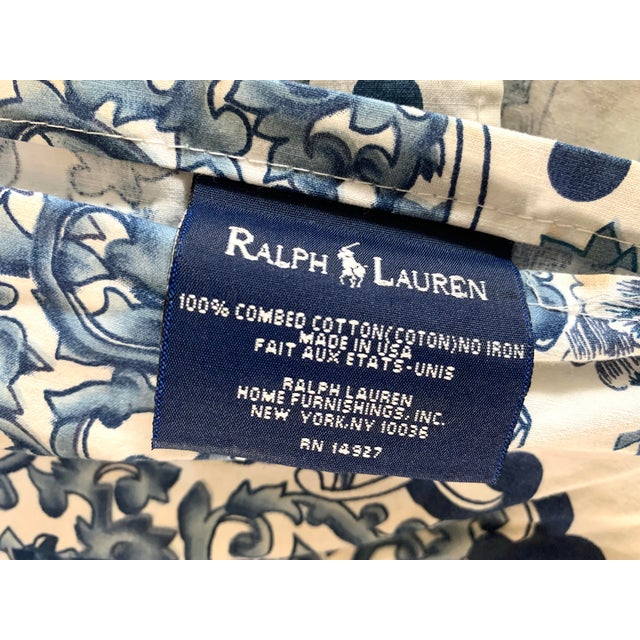 RALPH LAUREN
100% COMBED COTTON(COTON)NO IRON
MADE IN USA
FAIT AUX ETATS-UNIS
RALPH LAUREN
HOME FURNISHINGS, INC.
NEW YORK,NY 10036
RN 14927